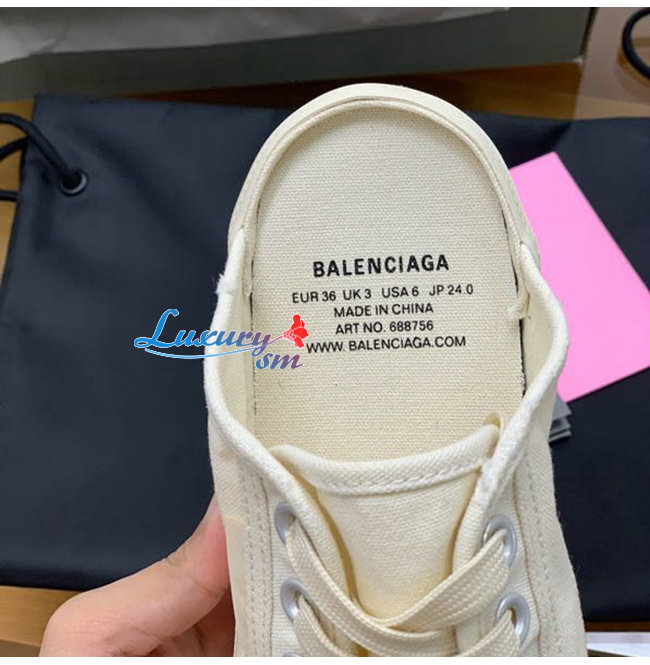 BALENCIAGA
EUR 36 UK 3 USA 6 JP 24.0
MADE IN CHINA
ART NO. 688756
WWW.BALENCIAGA.COM
Luxury
sm